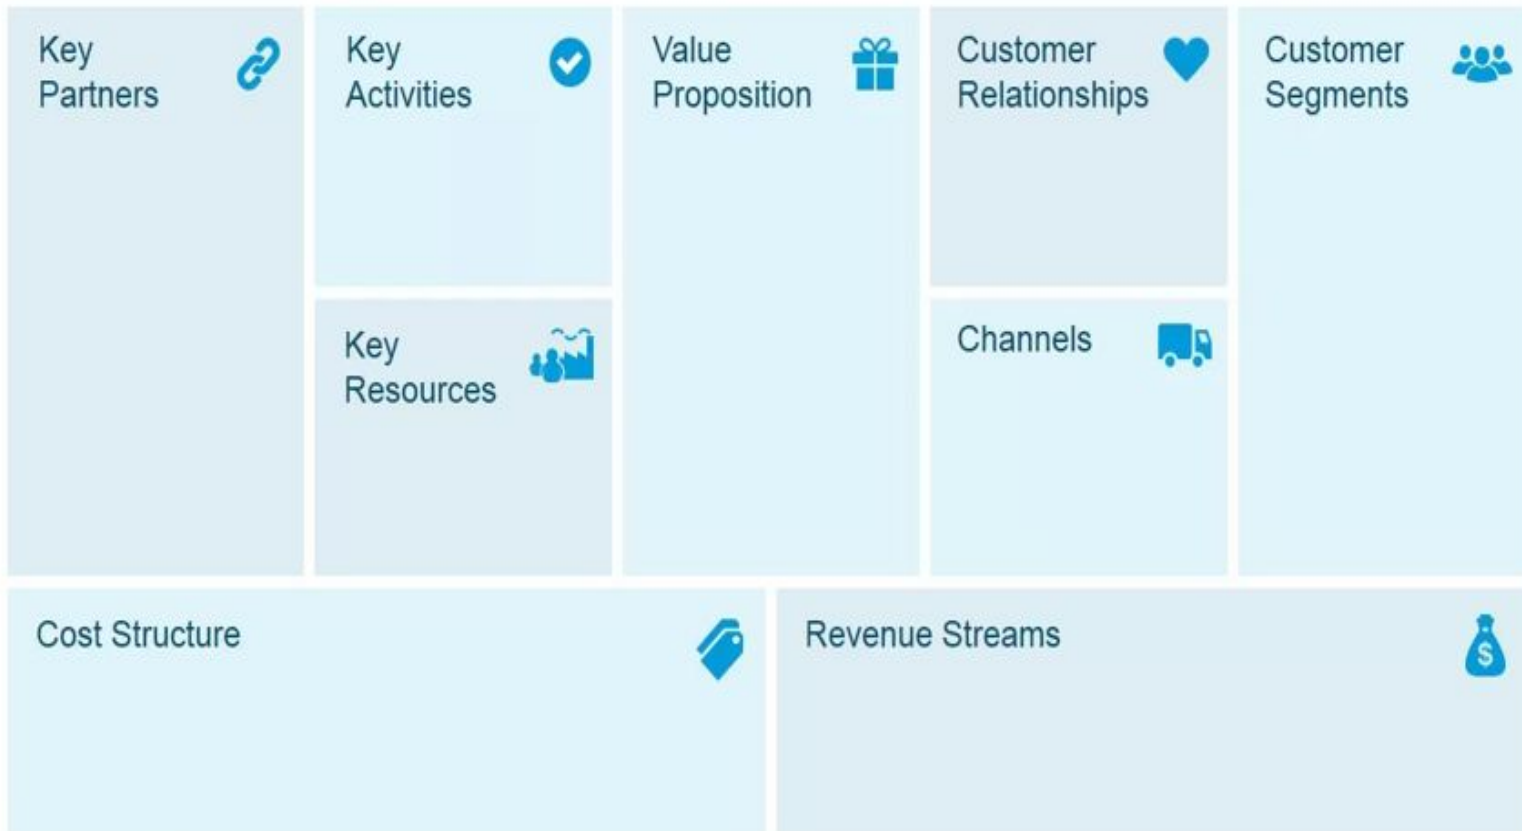 Key
Partners
Key
Activities
Key
Resources
Value
Proposition
Customer
Relationships
Channels
Customer
Segments
Cost Structure
Revenue Streams
$